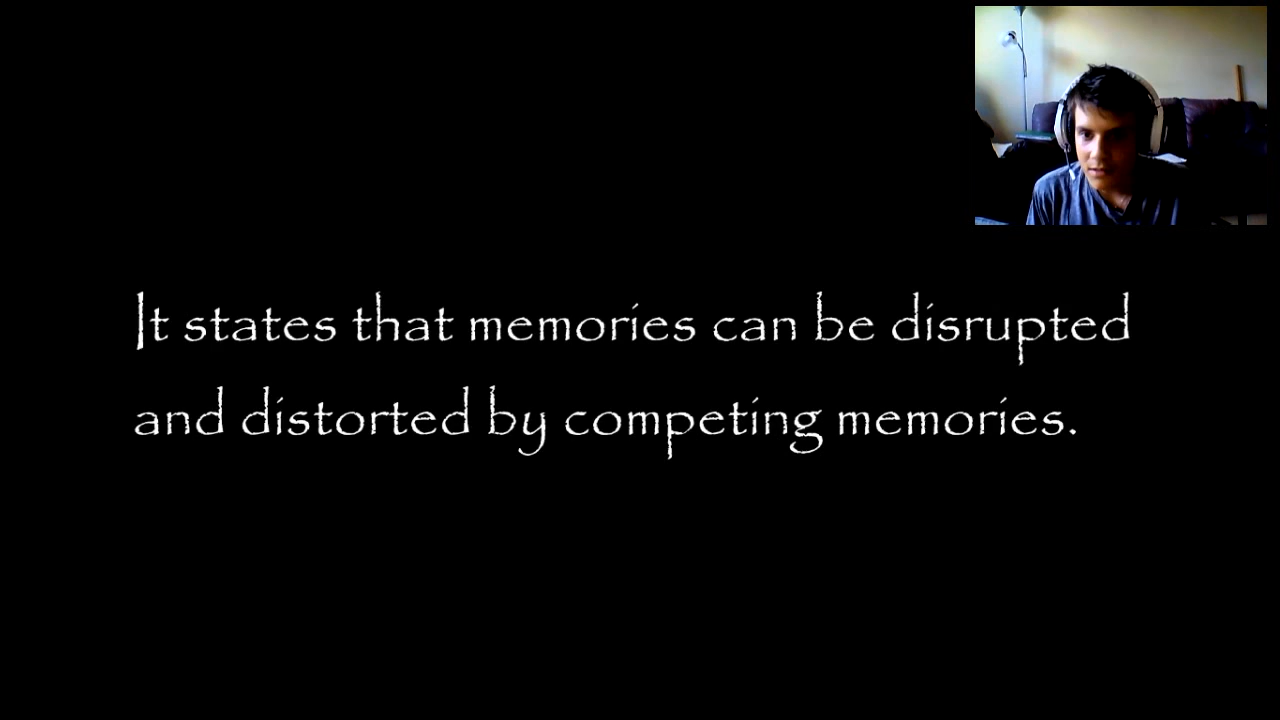 It states that memories can be disrupted
and distorted by competing memories.